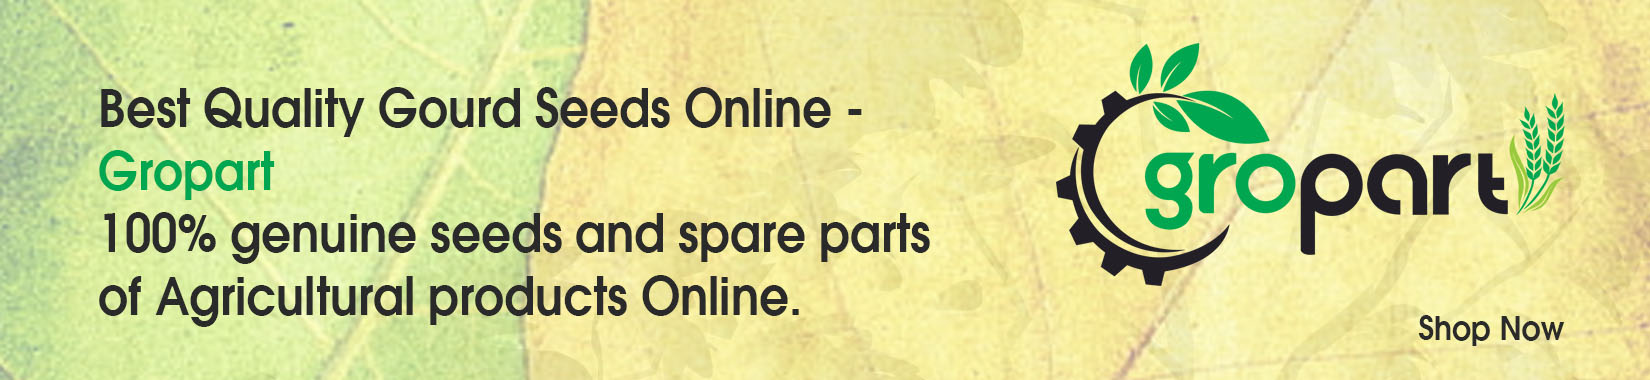 Best Quality Gourd Seeds Online -
Gropart
100% genuine seeds and spare parts
of Agricultural products Online.
gropart
Shop Now